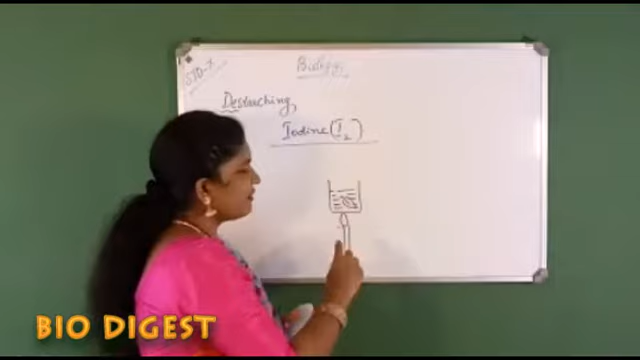 STD-X
Biology
Destarching,
Iodine (I2)
BIO DIGEST